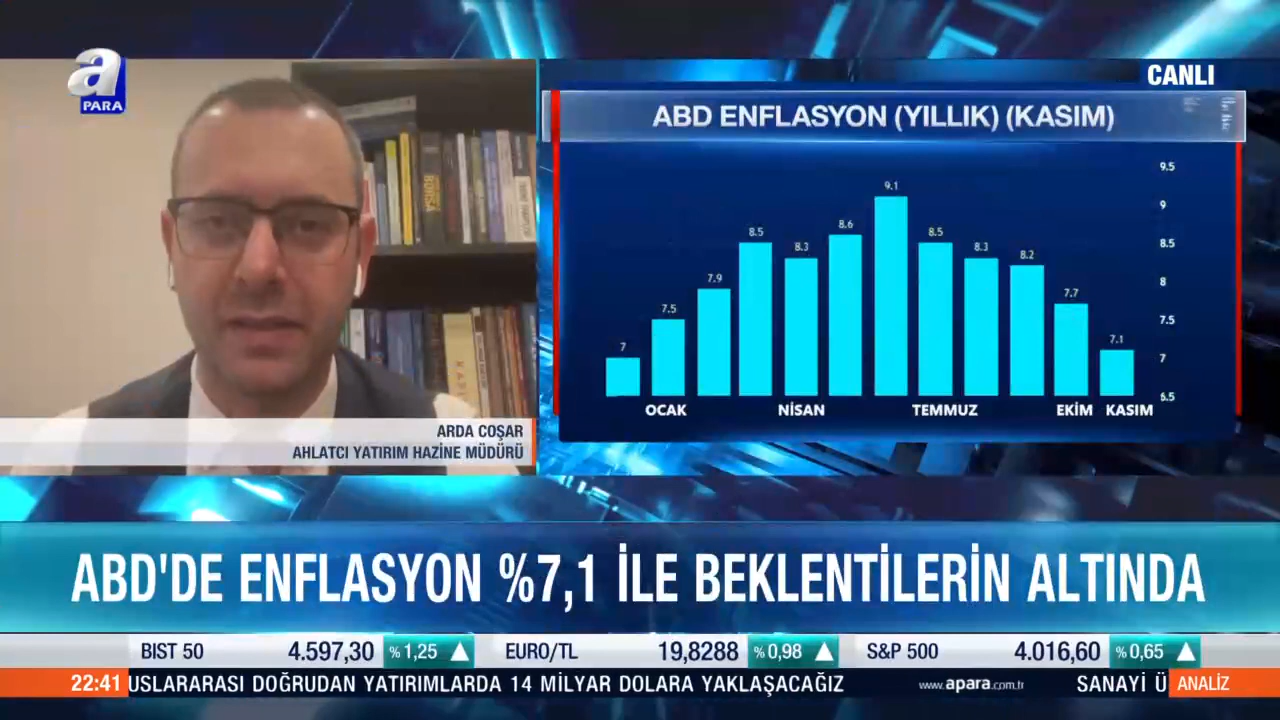 a
PARA
CANLI
ABD ENFLASYON (YILLIK) (KASIM)
9.5
9
8.5
8
7.5
7
6.5
7
7.5
7.9
8.5
8.3
8.6
9.1
8.5
8.3
8.2
7.7
7.1
OCAK NİSAN TEMMUZ EKİM KASIM
BORSA
ARDA COŞAR
AHLATCI YATIRIM HAZİNE MÜDÜRÜ
ABD'DE ENFLASYON %7,1 İLE BEKLENTİLERİN ALTINDA
BIST 50 4.597,30 %1,25 EURO/TL 19,8288 %0,98 S&P 500 4.016,60 %0,65
22:41 USLARARASI DOĞRUDAN YATIRIMLARDA 14 MİLYAR DOLARA YAKLAŞACAĞIZ www.apara.com.tr SANAYİ Ü ANALİZ